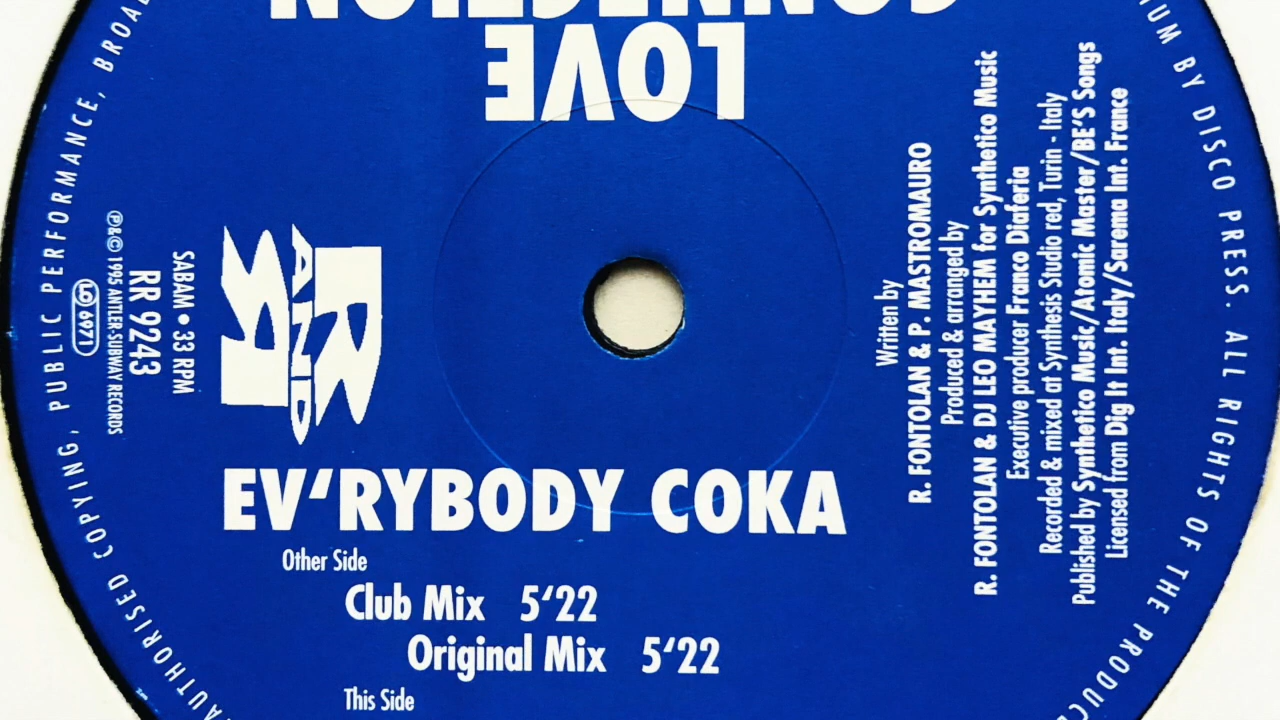 LOVE
CONNECTION
AUTHORISED COPYING, PUBLIC PERFORMANCE,
UM BY DISCO PRESS. ALL RIGHTS OF THE PRODUC
SABAM • 33 RPM
RR 9243
LC 6971
℗&© 1995 ANTLER-SUBWAY RECORDS
R AND R
Written by
R. FONTOLAN & P. MASTROMAURO
Produced & arranged by
R. FONTOLAN & DJ LEO MAYHEM for Synthetico Music
Executive producer Franco Diaferia
Recorded & mixed at Synthesis Studio red, Turin - Italy
Published by Synthetico Music/Atomic Master/BE'S Songs
Licensed from Dig It Int. Italy/Sarema Int. France
EV'RYBODY COKA
Other Side
Club Mix 5'22
Original Mix 5'22
This Side